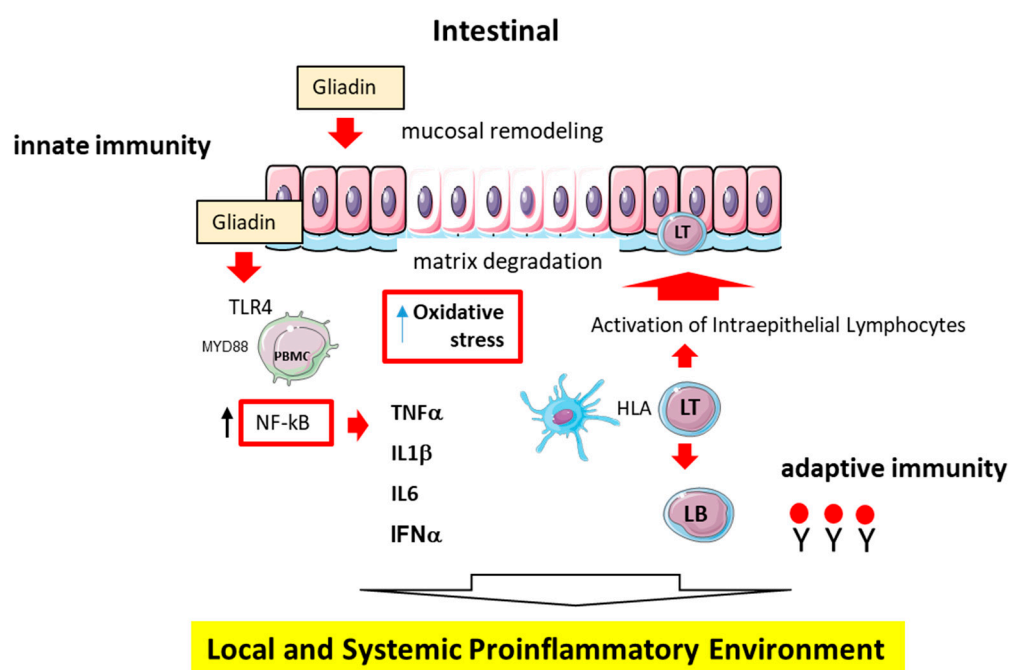 Intestinal
Gliadin
mucosal remodeling
innate immunity
Gliadin
LT
matrix degradation
TLR4
MYD88
PBMC
Oxidative
stress
Activation of Intraepithelial Lymphocytes
NF-kB
TNFα
IL1β
IL6
IFNα
HLA
LT
adaptive immunity
LB
Y Y Y
Local and Systemic Proinflammatory Environment